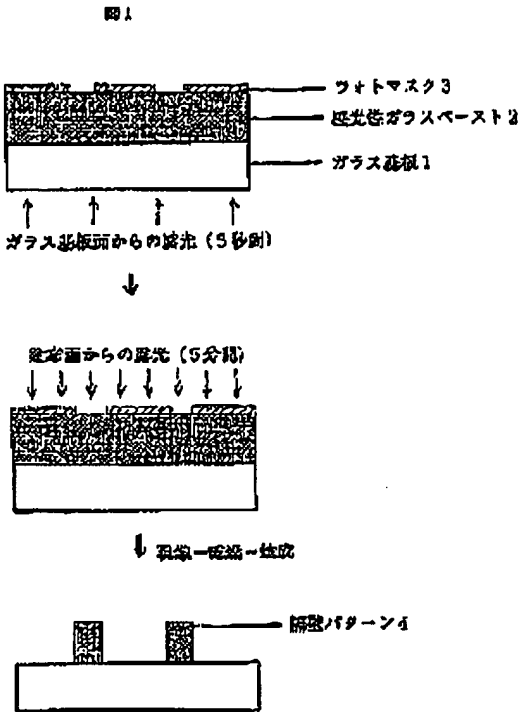 図1
フォトマスク3
感光性ガラスペースト2
ガラス基板1
ガラス基板面からの露光(5秒間)
塗布面からの露光(5分間)
現像-乾燥-焼成
隔壁パターン4